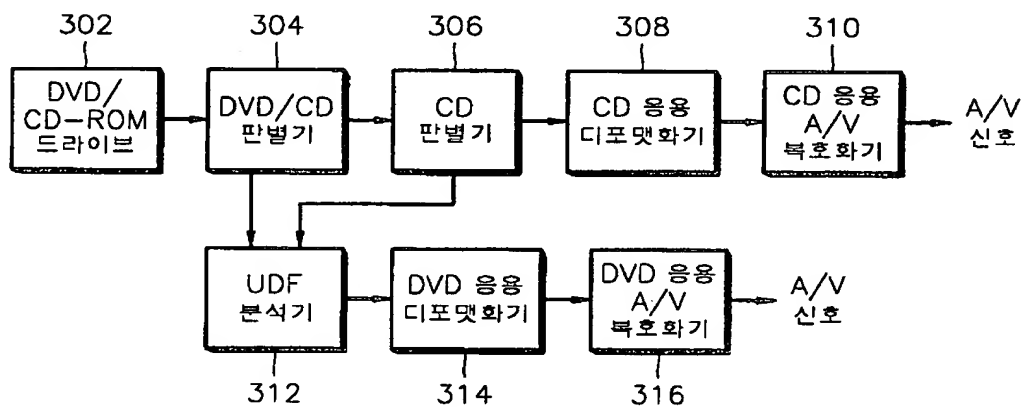 302
304
306
308
310
DVD/
CD-ROM
드라이브
DVD/CD
판별기
CD
판별기
CD 응용
디포맷화기
CD 응용
A/V
복호화기
A/V
신호
UDF
분석기
DVD 응용
디포맷화기
DVD 응용
A/V
복호화기
A/V
신호
312
314
316